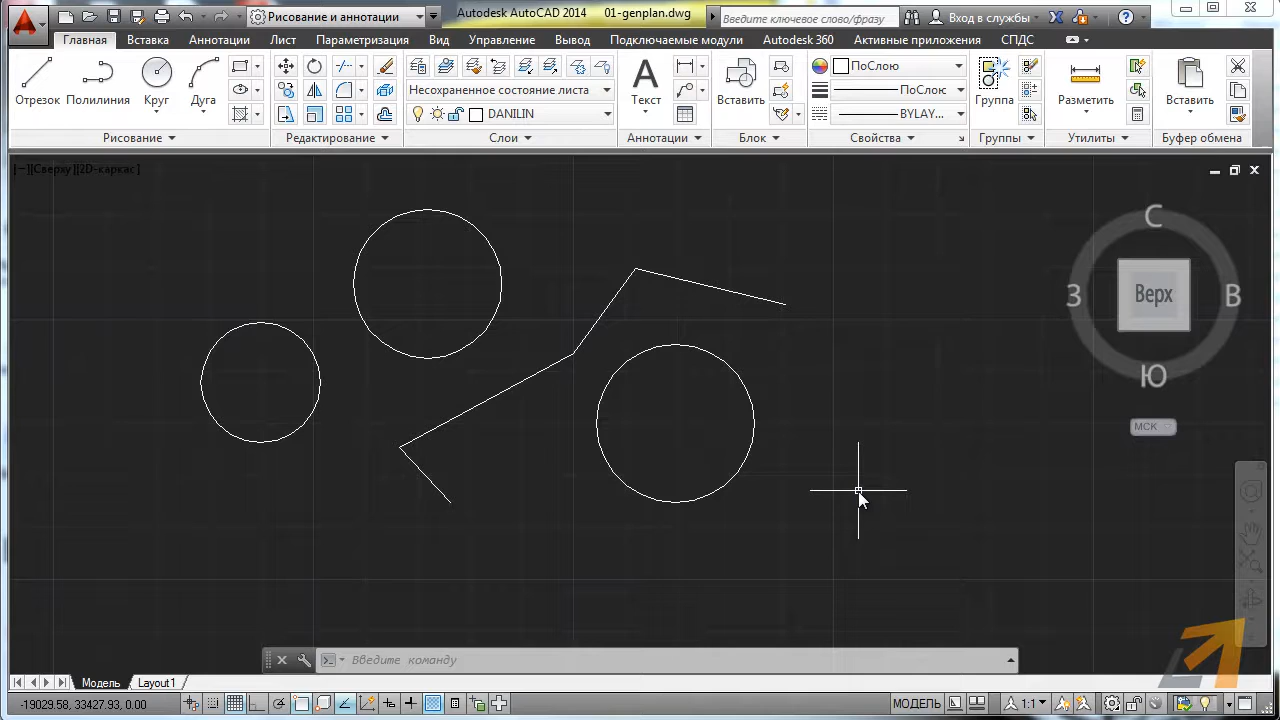 Рисование и аннотации
Autodesk AutoCAD 2014 01-genplan.dwg
Введите ключевое слово/фразу
Вход в службы
Главная Вставка Аннотации Лист Параметризация Вид Управление Вывод Подключаемые модули Autodesk 360 Активные приложения СПДС
Отрезок Полилиния Круг Дуга
Несохраненное состояние листа
DANILIN
Текст
Вставить
ПоСлою
ПоСлою
BYLAY...
Группа
Разметить
Вставить
Рисование Редактирование Слои Аннотации Блок Свойства Группы Утилиты Буфер обмена
[−][Сверху][2D-каркас]
С
З Верх В
Ю
МСК
Введите команду
Модель Layout1
-19029.58, 33427.93, 0.00
МОДЕЛЬ
1:1